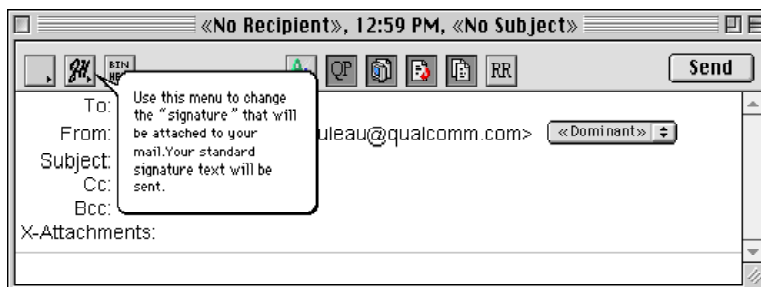 «No Recipient», 12:59 PM, «No Subject»
BIN
QP
RR
Send
To:
From: uleau@qualcomm.com> «Dominant»
Subject:
Cc:
Bcc:
X-Attachments:
Use this menu to change
the "signature" that will
be attached to your
mail.Your standard
signature text will be
sent.